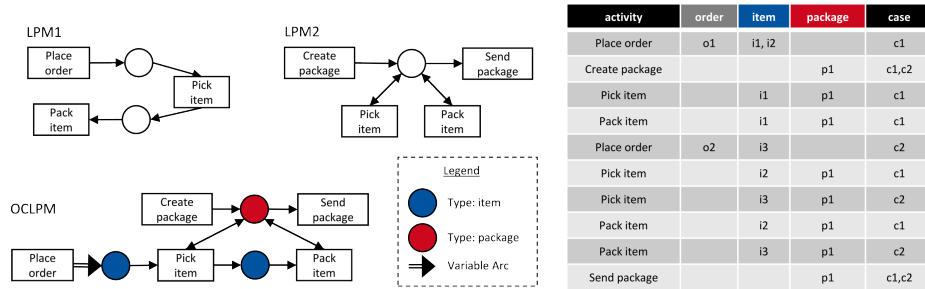 LPM1
Place
order
Pick
item
Pack
item
LPM2
Create
package
Send
package
Pick
item
Pack
item
OCLPM
Create
package
Send
package
Place
order
Pick
item
Pack
item
Legend
Type: item
Type: package
Variable Arc
activity order item package case
Place order o1 i1, i2 c1
Create package p1 c1,c2
Pick item i1 p1 c1
Pack item i1 p1 c1
Place order o2 i3 c2
Pick item i2 p1 c1
Pick item i3 p1 c2
Pack item i2 p1 c1
Pack item i3 p1 c2
Send package p1 c1,c2